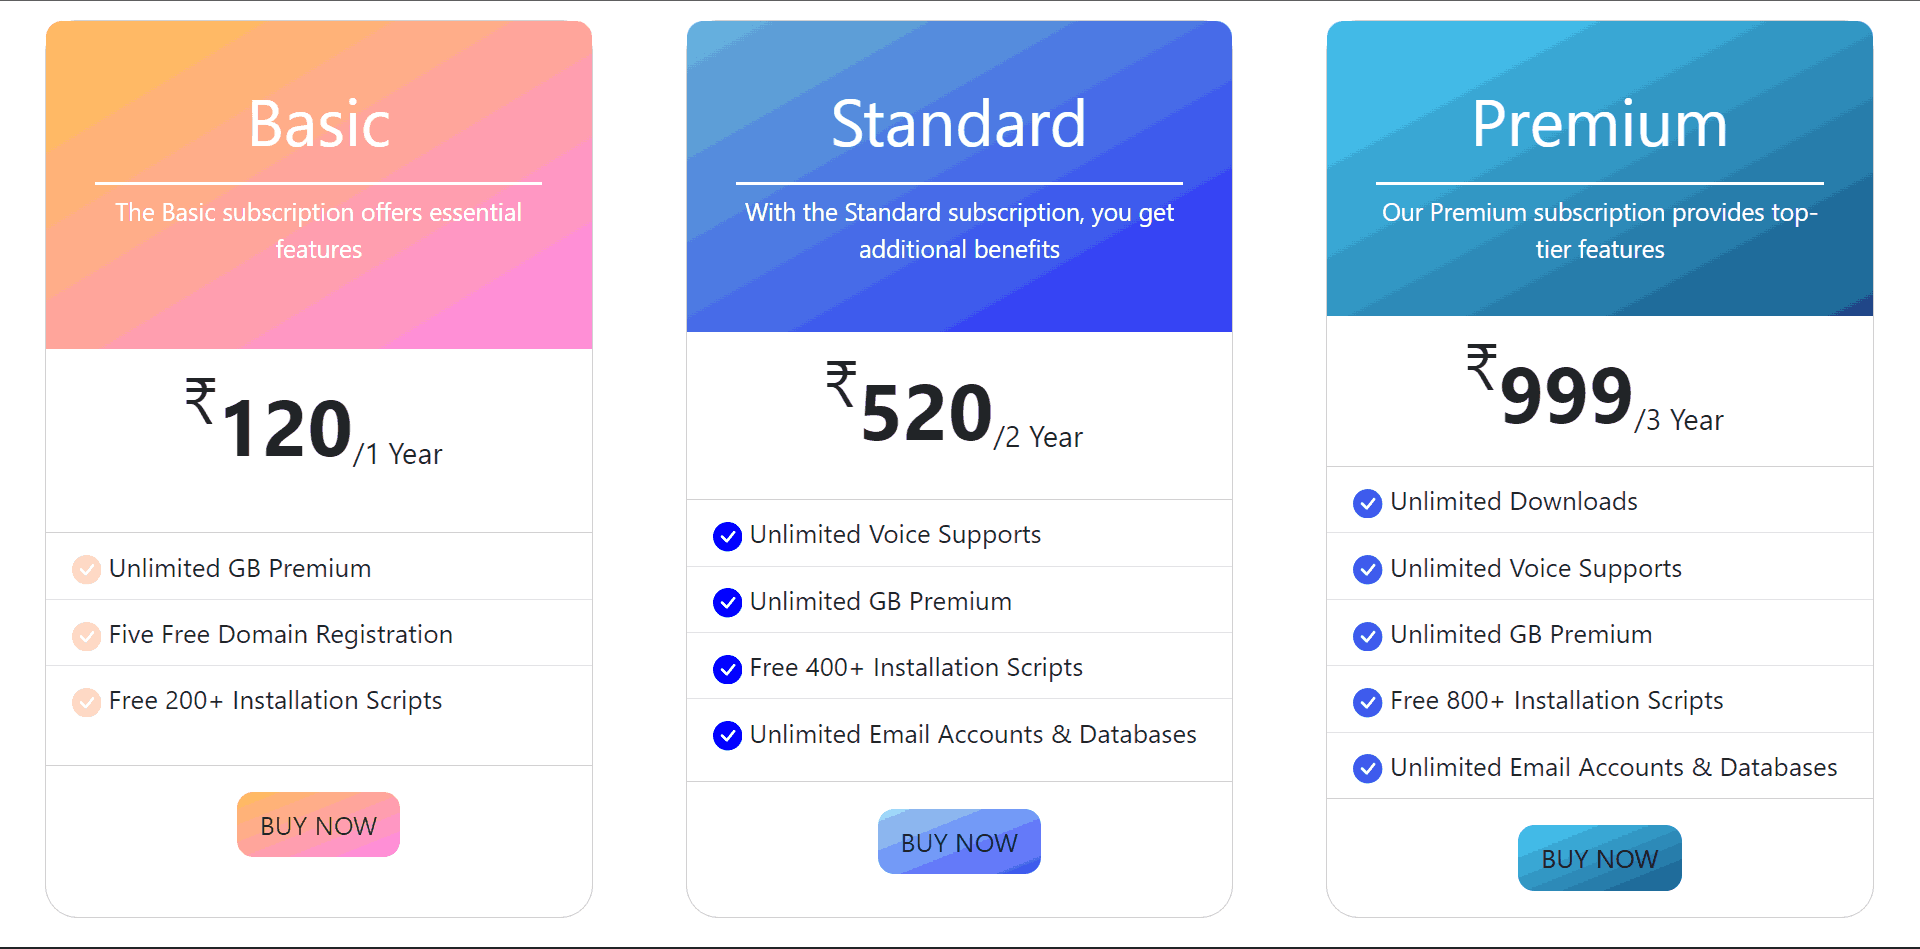 Basic
The Basic subscription offers essential
features
₹120/1 Year
Unlimited GB Premium
Five Free Domain Registration
Free 200+ Installation Scripts
BUY NOW
Standard
With the Standard subscription, you get
additional benefits
₹520/2 Year
Unlimited Voice Supports
Unlimited GB Premium
Free 400+ Installation Scripts
Unlimited Email Accounts & Databases
BUY NOW
Premium
Our Premium subscription provides top-
tier features
₹999/3 Year
Unlimited Downloads
Unlimited Voice Supports
Unlimited GB Premium
Free 800+ Installation Scripts
Unlimited Email Accounts & Databases
BUY NOW